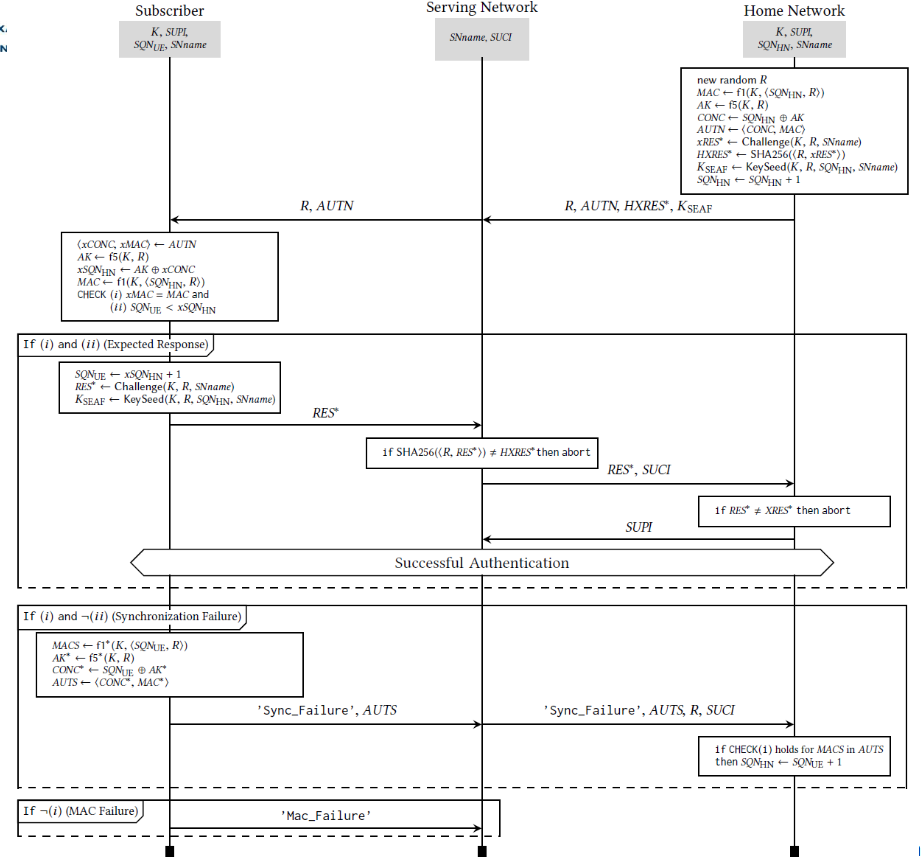 Subscriber
Serving Network
Home Network
K, SUPI,
SQN_UE, SNname
SNname, SUCI
K, SUPI,
SQN_HN, SNname
new random R
MAC ← f1(K, ⟨SQN_HN, R⟩)
AK ← f5(K, R)
CONC ← SQN_HN ⊕ AK
AUTN ← ⟨CONC, MAC⟩
xRES* ← Challenge(K, R, SNname)
HXRES* ← SHA256(⟨R, xRES*⟩)
K_SEAF ← KeySeed(K, R, SQN_HN, SNname)
SQN_HN ← SQN_HN + 1
R, AUTN, HXRES*, K_SEAF
R, AUTN
⟨xCONC, xMAC⟩ ← AUTN
AK ← f5(K, R)
xSQN_HN ← AK ⊕ xCONC
MAC ← f1(K, ⟨SQN_HN, R⟩)
CHECK (i) xMAC = MAC and
(ii) SQN_UE < xSQN_HN
If (i) and (ii) (Expected Response)
SQN_UE ← xSQN_HN + 1
RES* ← Challenge(K, R, SNname)
K_SEAF ← KeySeed(K, R, SQN_HN, SNname)
RES*
if SHA256(⟨R, RES*⟩) ≠ HXRES* then abort
RES*, SUCI
if RES* ≠ XRES* then abort
SUPI
Successful Authentication
If (i) and ¬(ii) (Synchronization Failure)
MACS ← f1*(K, ⟨SQN_UE, R⟩)
AK* ← f5*(K, R)
CONC* ← SQN_UE ⊕ AK*
AUTS ← ⟨CONC*, MAC*⟩
'Sync_Failure', AUTS
'Sync_Failure', AUTS, R, SUCI
if CHECK(i) holds for MACS in AUTS
then SQN_HN ← SQN_UE + 1
If ¬(i) (MAC Failure)
'Mac_Failure'